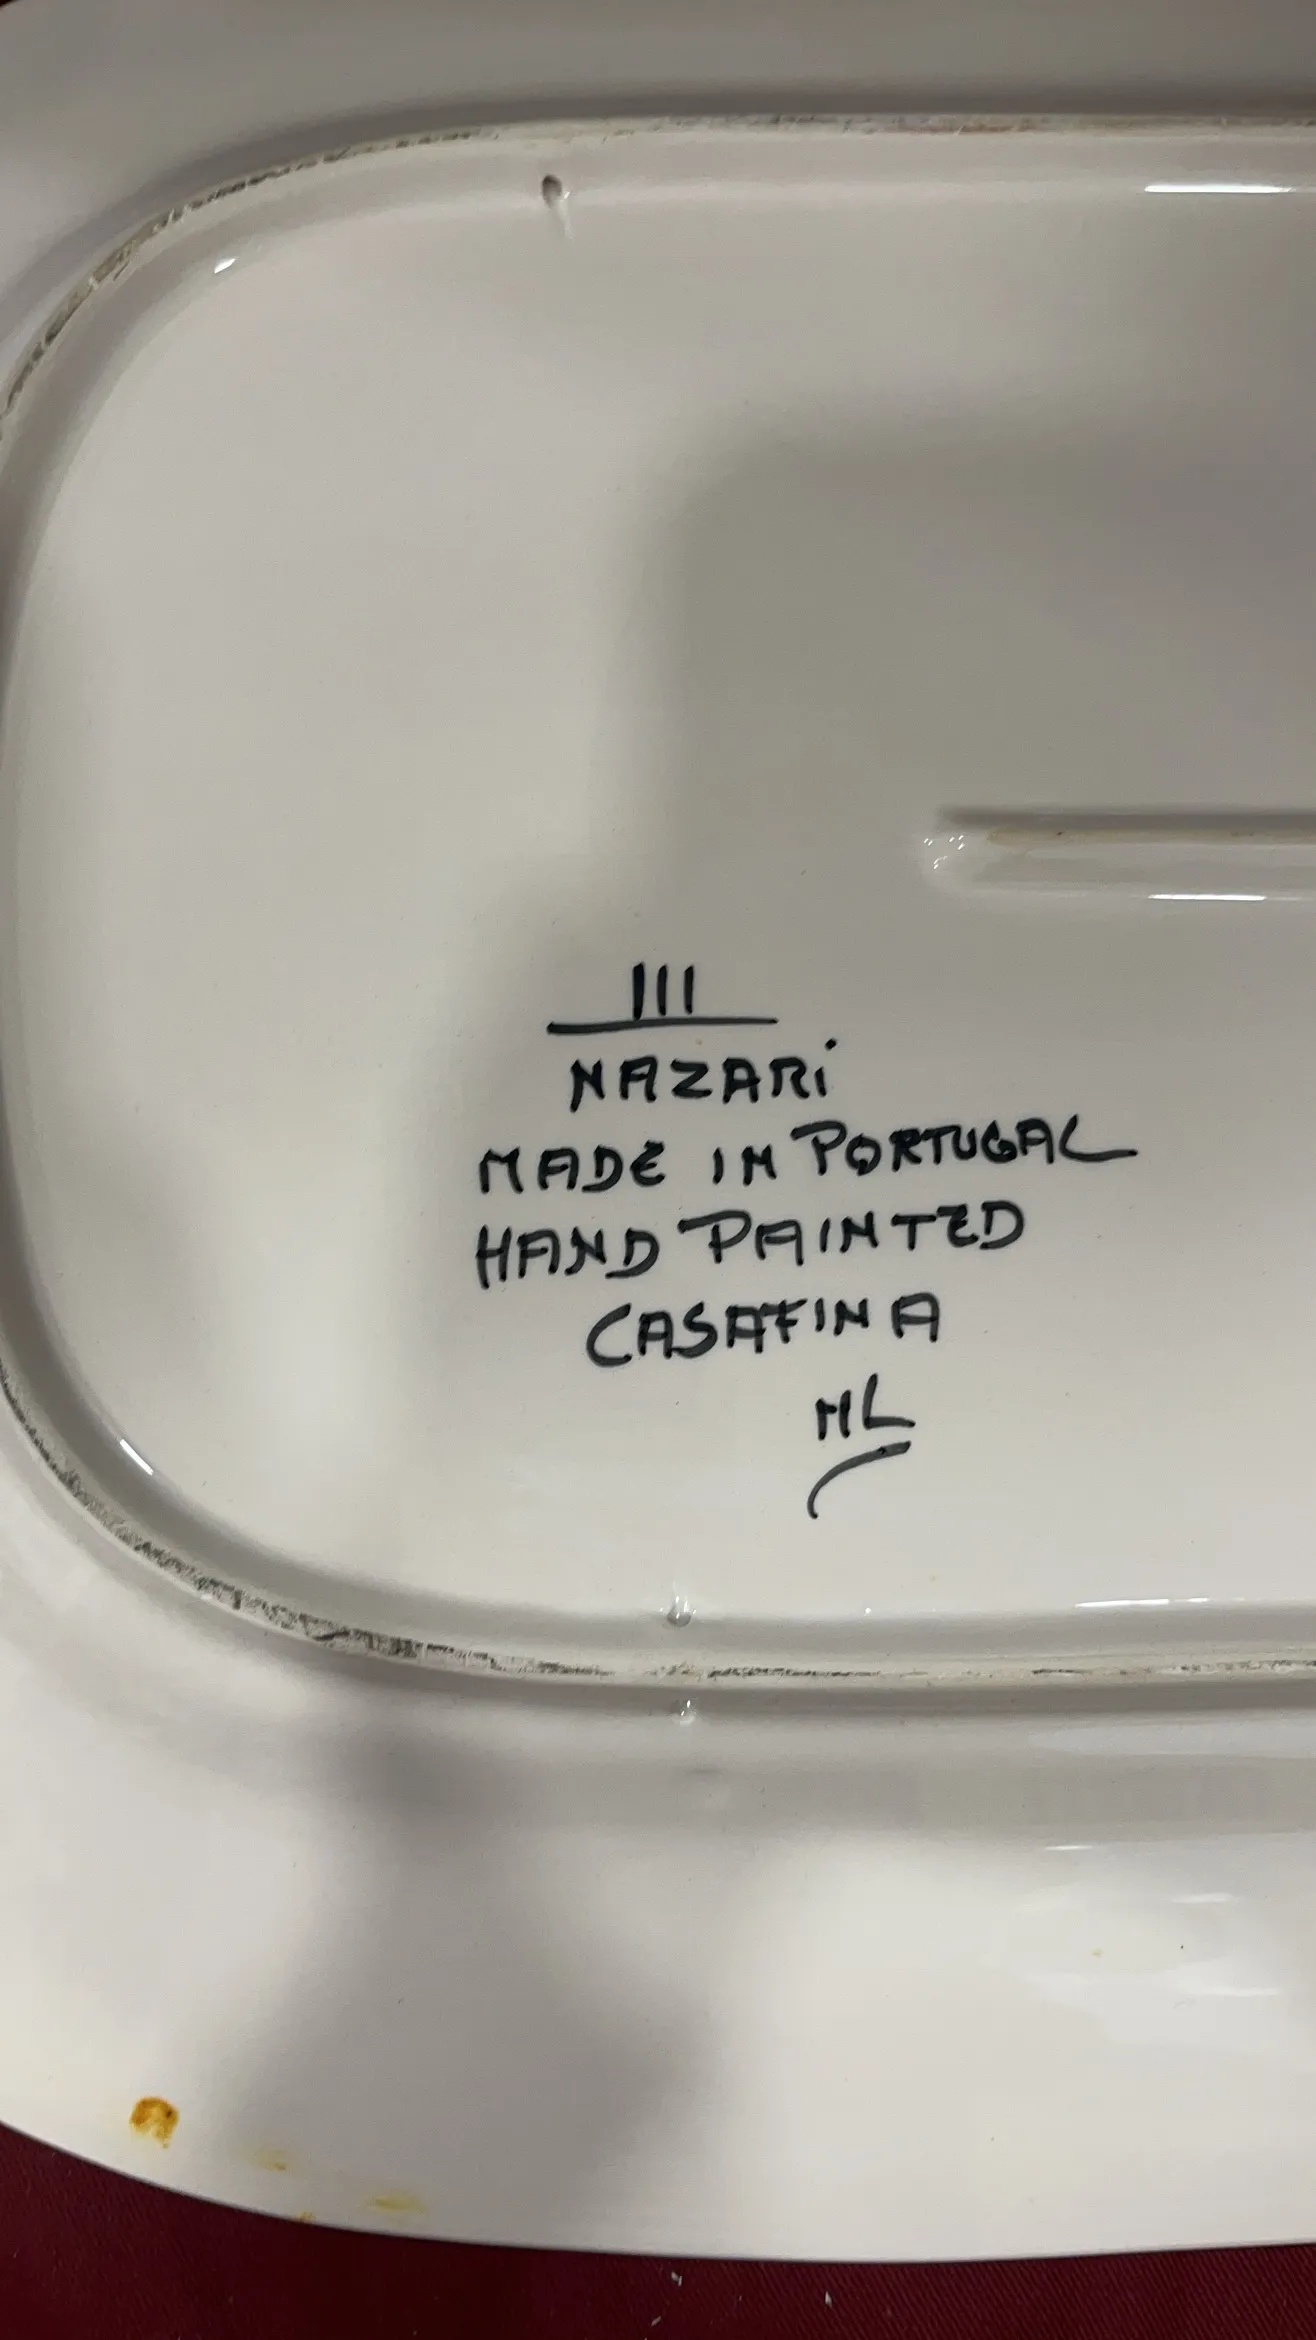 III
NAZARi
MADE IN PORTUGAL
HAND PAINTED
CASAFINA
ML